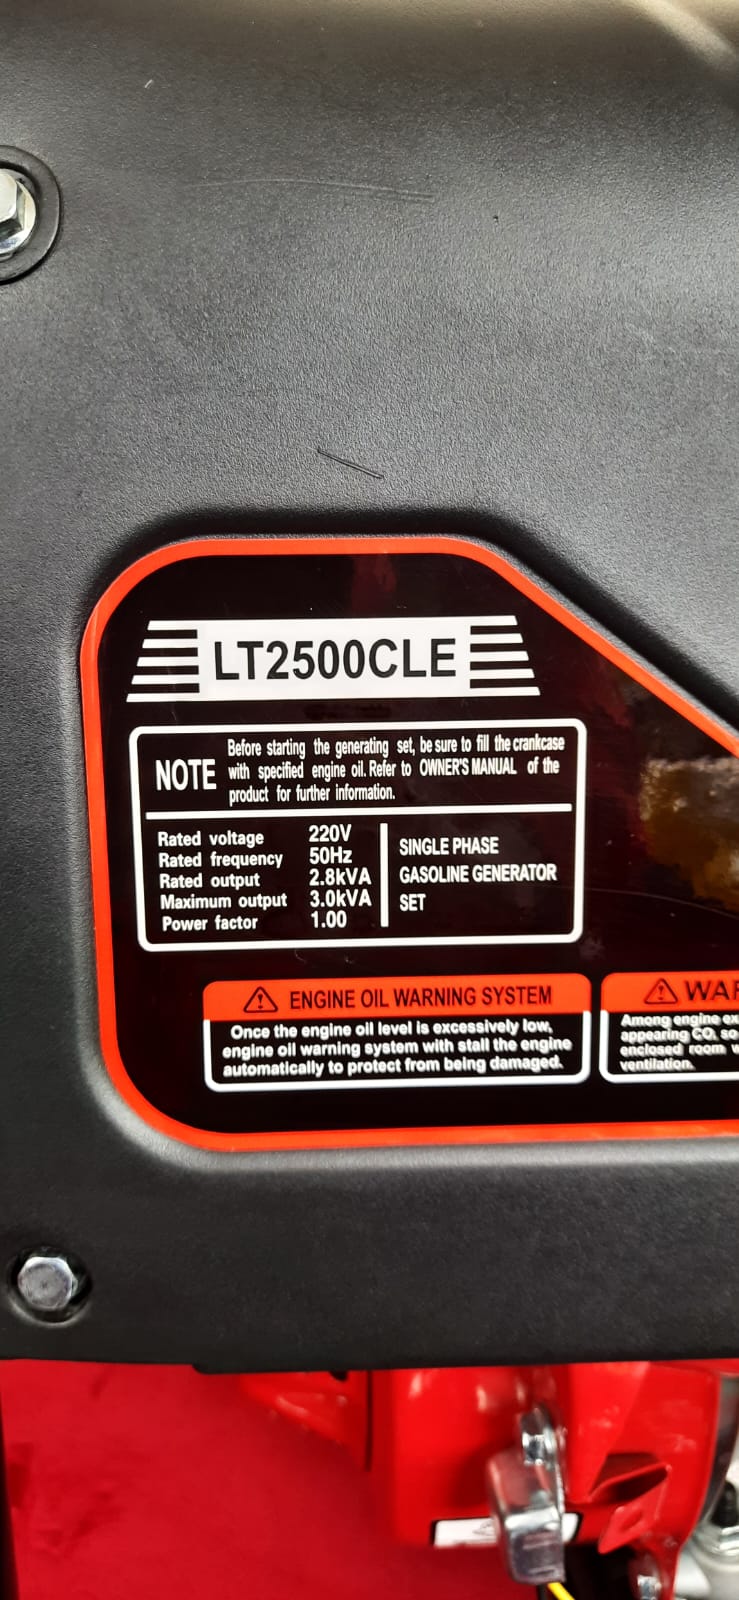 LT2500CLE
NOTE
Before starting the generating set, be sure to fill the crankcase
with specified engine oil. Refer to OWNER'S MANUAL of the
product for further information.
Rated voltage 220V
Rated frequency 50Hz
Rated output 2.8kVA
Maximum output 3.0kVA
Power factor 1.00
SINGLE PHASE
GASOLINE GENERATOR
SET
ENGINE OIL WARNING SYSTEM
Once the engine oil level is excessively low,
engine oil warning system with stall the engine
automatically to protect from being damaged.
Among engine
appearing CO, so
enclosed room
ventilation.